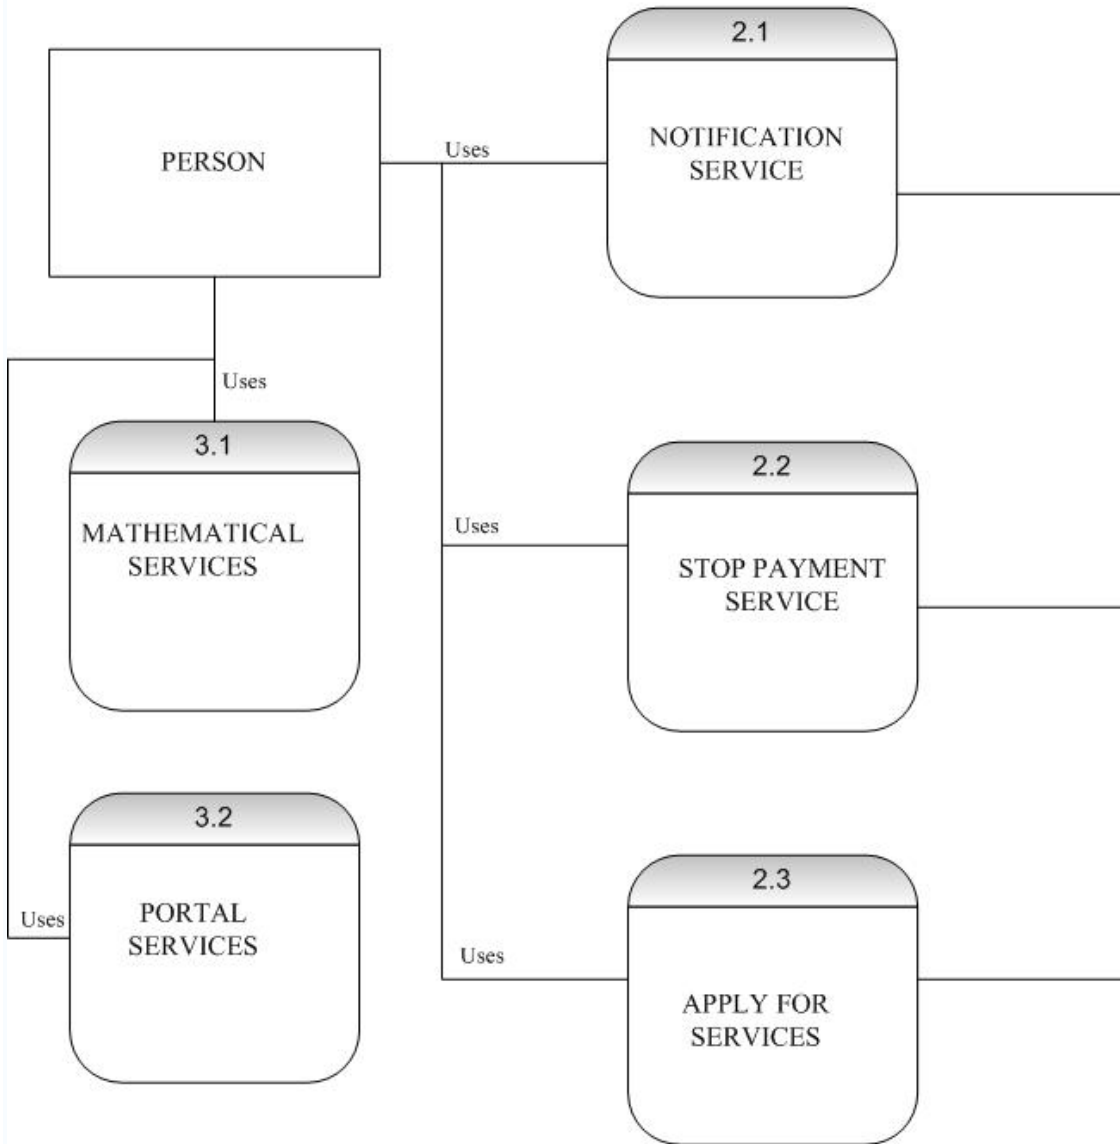 2.1
PERSON
Uses
NOTIFICATION
SERVICE
Uses
3.1
MATHEMATICAL
SERVICES
2.2
Uses
STOP PAYMENT
SERVICE
3.2
Uses
PORTAL
SERVICES
2.3
Uses
APPLY FOR
SERVICES